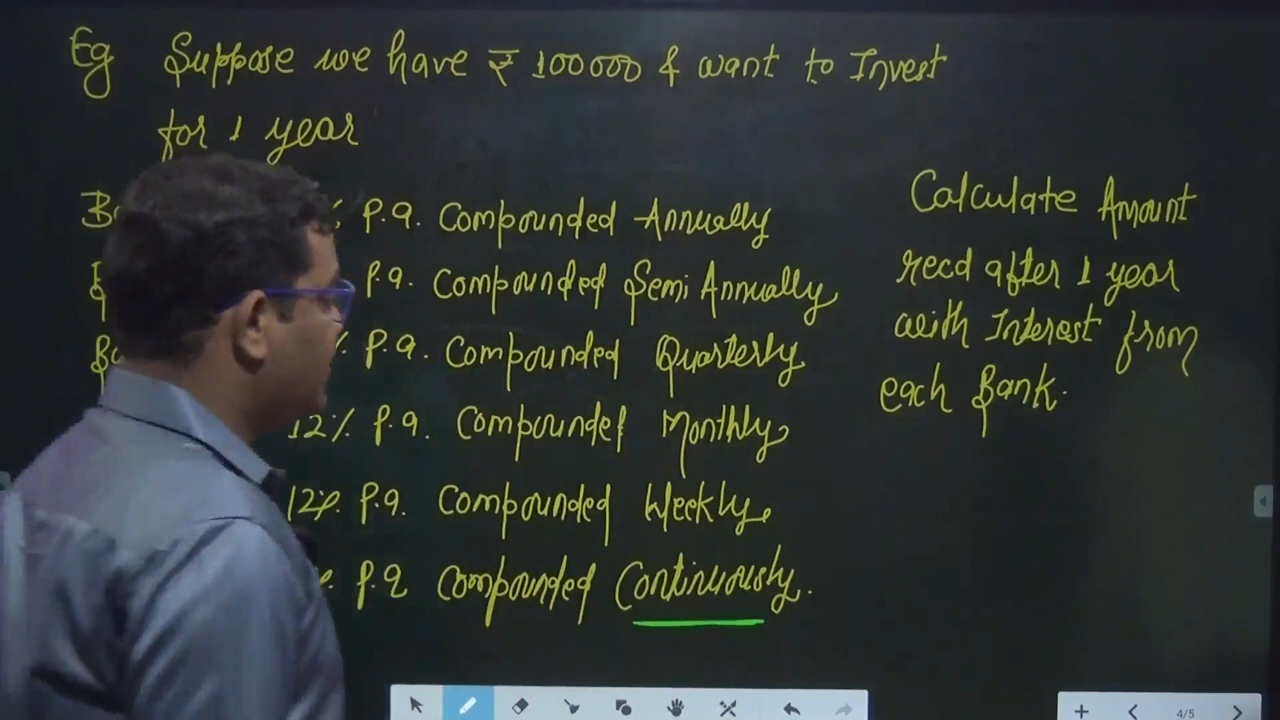 Eg Suppose we have ₹ 100000 & want to Invest
for 1 year
% P.a. Compounded Annually
P.a. Compounded Semi Annually
% P.a. Compounded Quarterly
12% P.a. Compounded Monthly
12% P.a. Compounded Weekly
P.a Compounded Continuously.
Calculate Amount
recd after 1 year
with Interest from
each Bank.
4/5